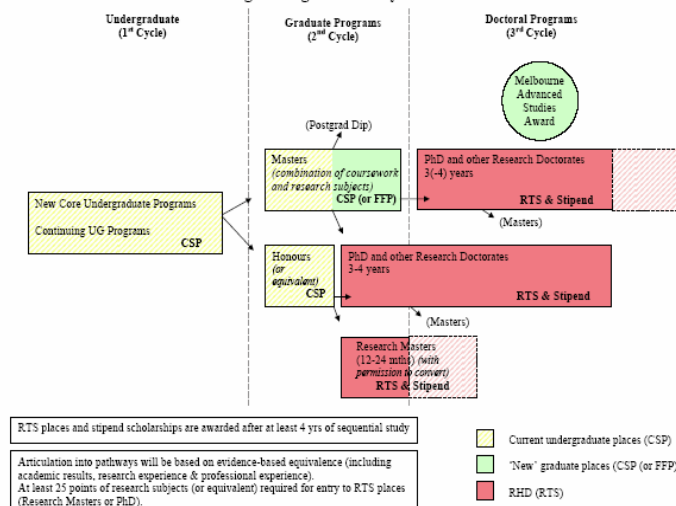 Undergraduate
(1st Cycle)
Graduate Programs
(2nd Cycle)
Doctoral Programs
(3rd Cycle)
Melbourne
Advanced
Studies
Award
(Postgrad Dip)
Masters
(combination of coursework
and research subjects)
CSP (or FFP)
PhD and other Research Doctorates
3(-4) years
RTS & Stipend
(Masters)
New Core Undergraduate Programs
Continuing UG Programs
CSP
Honours
(or
equivalent)
CSP
PhD and other Research Doctorates
3-4 years
RTS & Stipend
(Masters)
Research Masters
(12-24 mths) (with
permission to convert)
RTS & Stipend
RTS places and stipend scholarships are awarded after at least 4 yrs of sequential study
Articulation into pathways will be based on evidence-based equivalence (including
academic results, research experience & professional experience).
At least 25 points of research subjects (or equivalent) required for entry to RTS places
(Research Masters or PhD).
Current undergraduate places (CSP)
'New' graduate places (CSP (or FFP)
RHD (RTS)